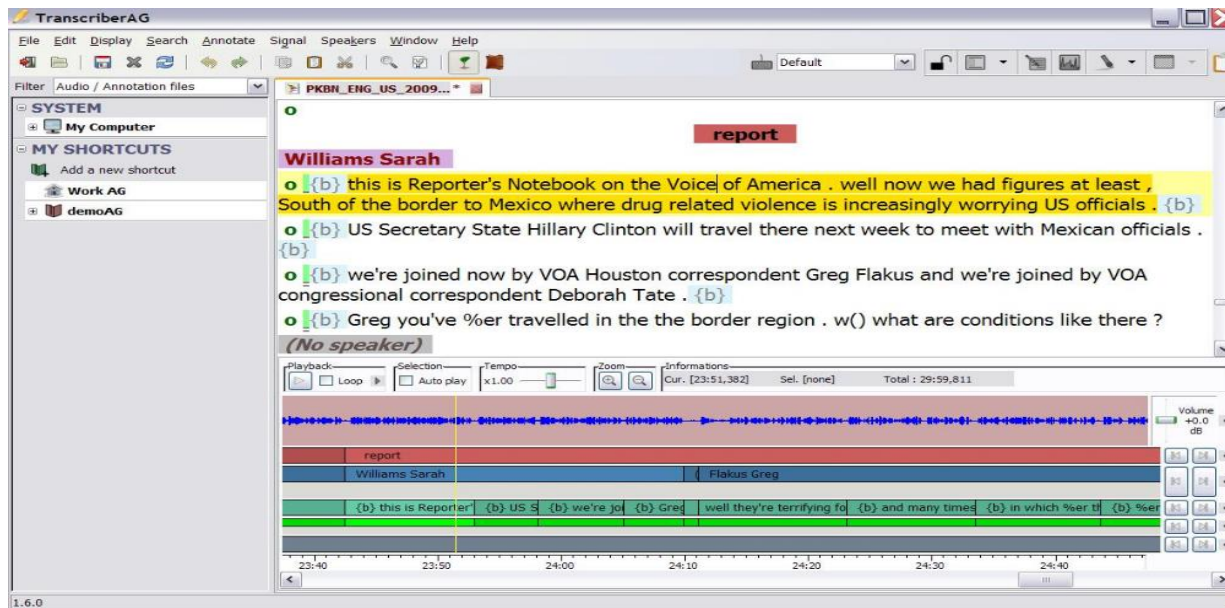 TranscriberAG
File Edit Display Search Annotate Signal Speakers Window Help
Default
Filter Audio / Annotation files
PKBN_ENG_US_2009...*
SYSTEM
My Computer
MY SHORTCUTS
Add a new shortcut
Work AG
demoAG
o
report
Williams Sarah
o {b} this is Reporter's Notebook on the Voice of America . well now we had figures at least ,
South of the border to Mexico where drug related violence is increasingly worrying US officials . {b}
o {b} US Secretary State Hillary Clinton will travel there next week to meet with Mexican officials .
{b}
o {b} we're joined now by VOA Houston correspondent Greg Flakus and we're joined by VOA
congressional correspondent Deborah Tate . {b}
o {b} Greg you've %er travelled in the the border region . w() what are conditions like there ?
(No speaker)
Playback Selection Tempo Zoom Informations
Loop Auto play x1.00 Cur. [23:51,382] Sel. [none] Total : 29:59,811
Volume
+0.0
dB
report
Williams Sarah ( Flakus Greg
{b} this is Reporter' {b} US S {b} we're joi {b} Greg well they're terrifying fo {b} and many times {b} in which %er th {b} %er
23:40 23:50 24:00 24:10 24:20 24:30 24:40
1.6.0